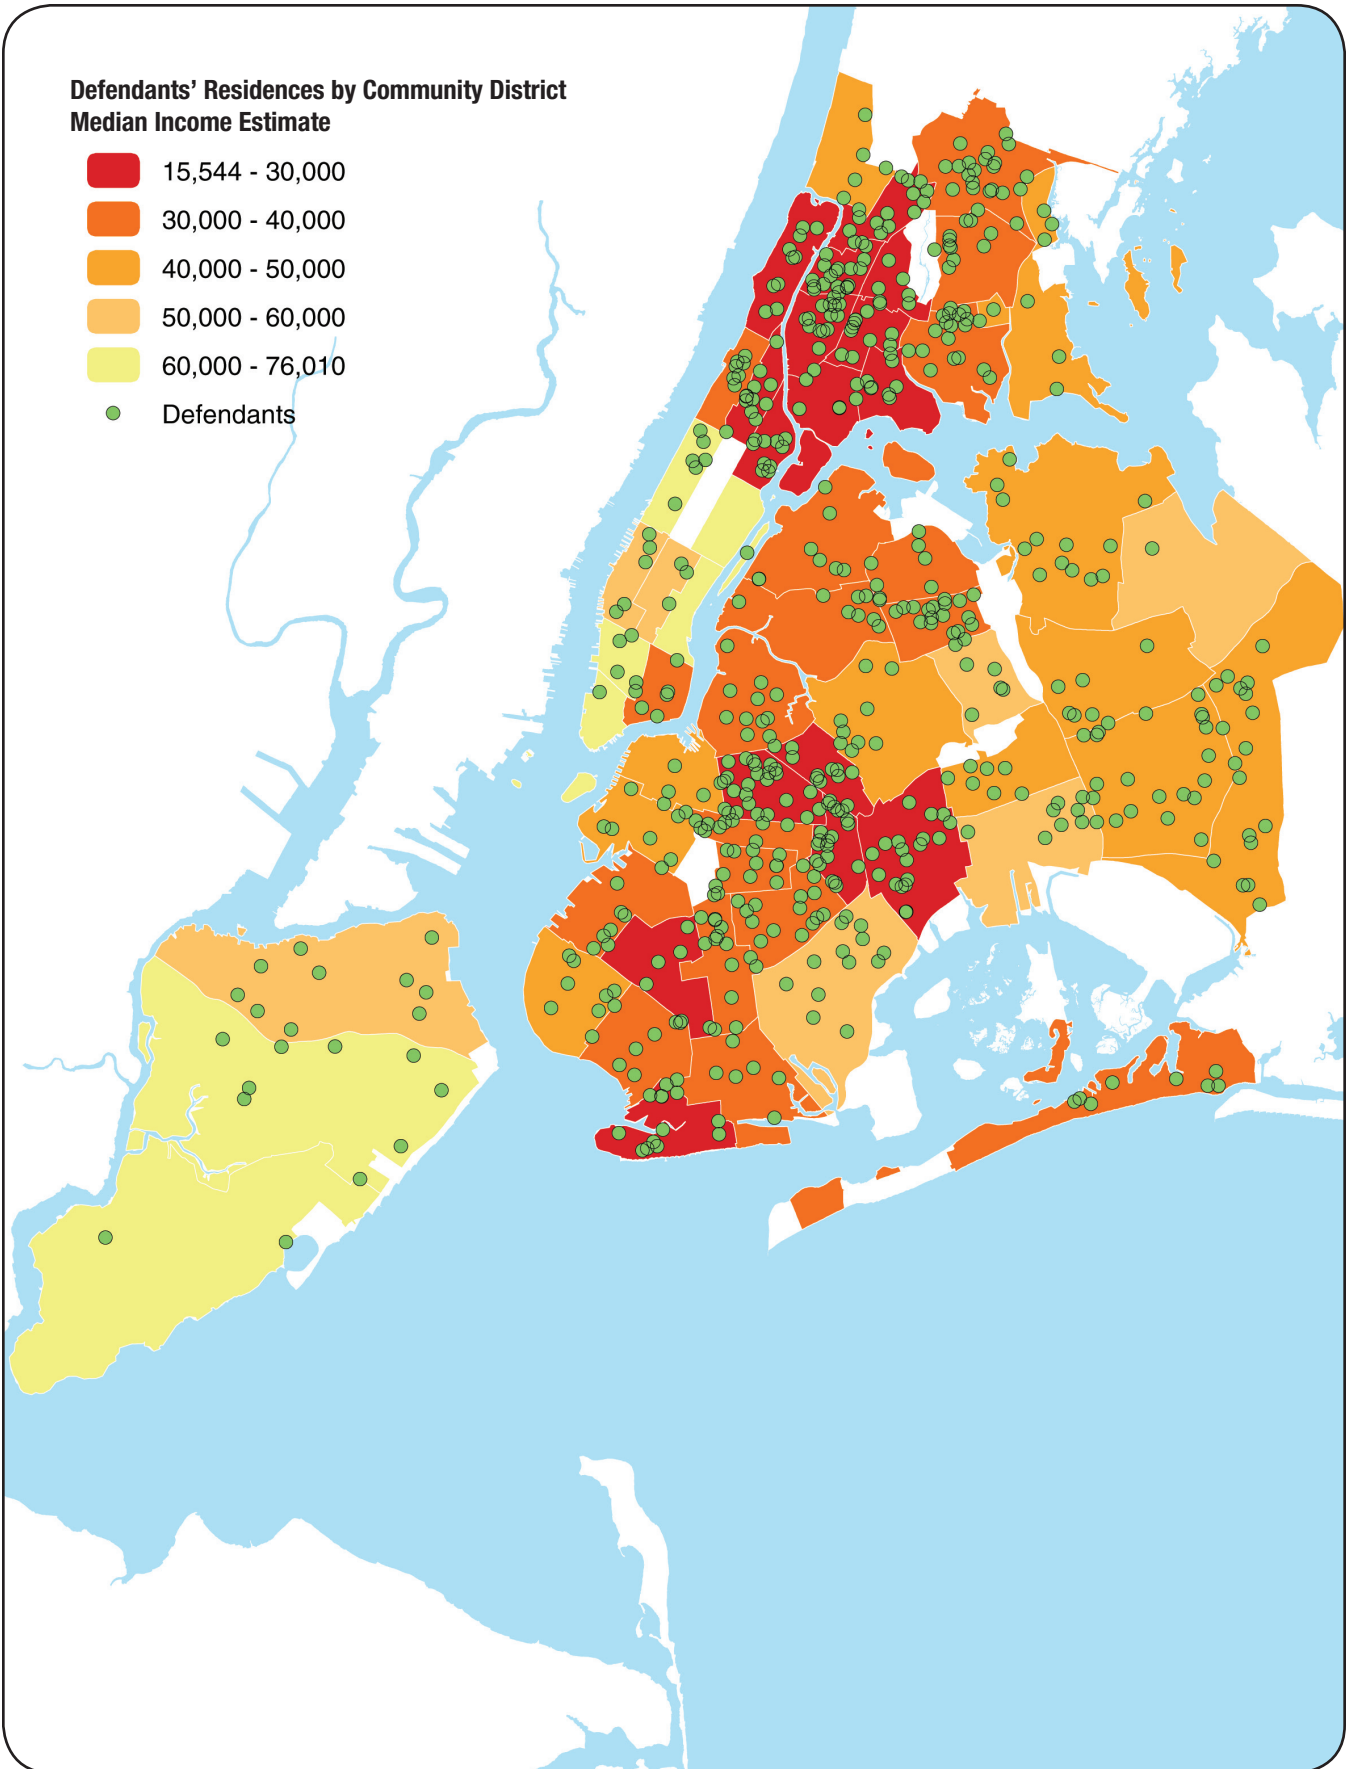 Defendants’ Residences by Community District
Median Income Estimate
15,544 - 30,000
30,000 - 40,000
40,000 - 50,000
50,000 - 60,000
60,000 - 76,010
Defendants